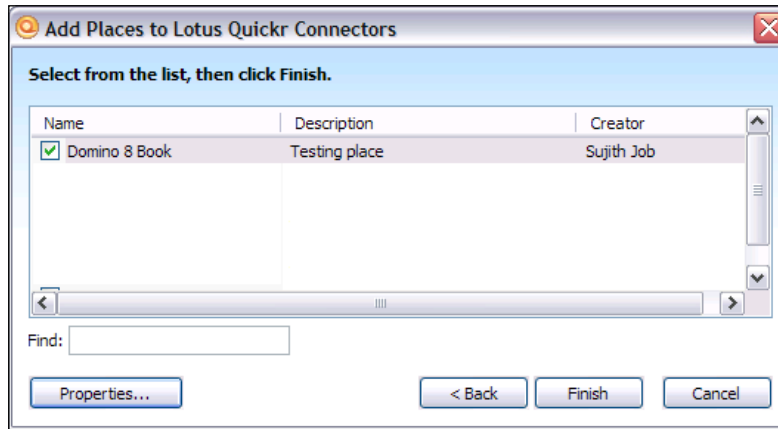 Add Places to Lotus Quickr Connectors
Select from the list, then click Finish.
Name Description Creator
Domino 8 Book Testing place Sujith Job
Find:
Properties... < Back Finish Cancel